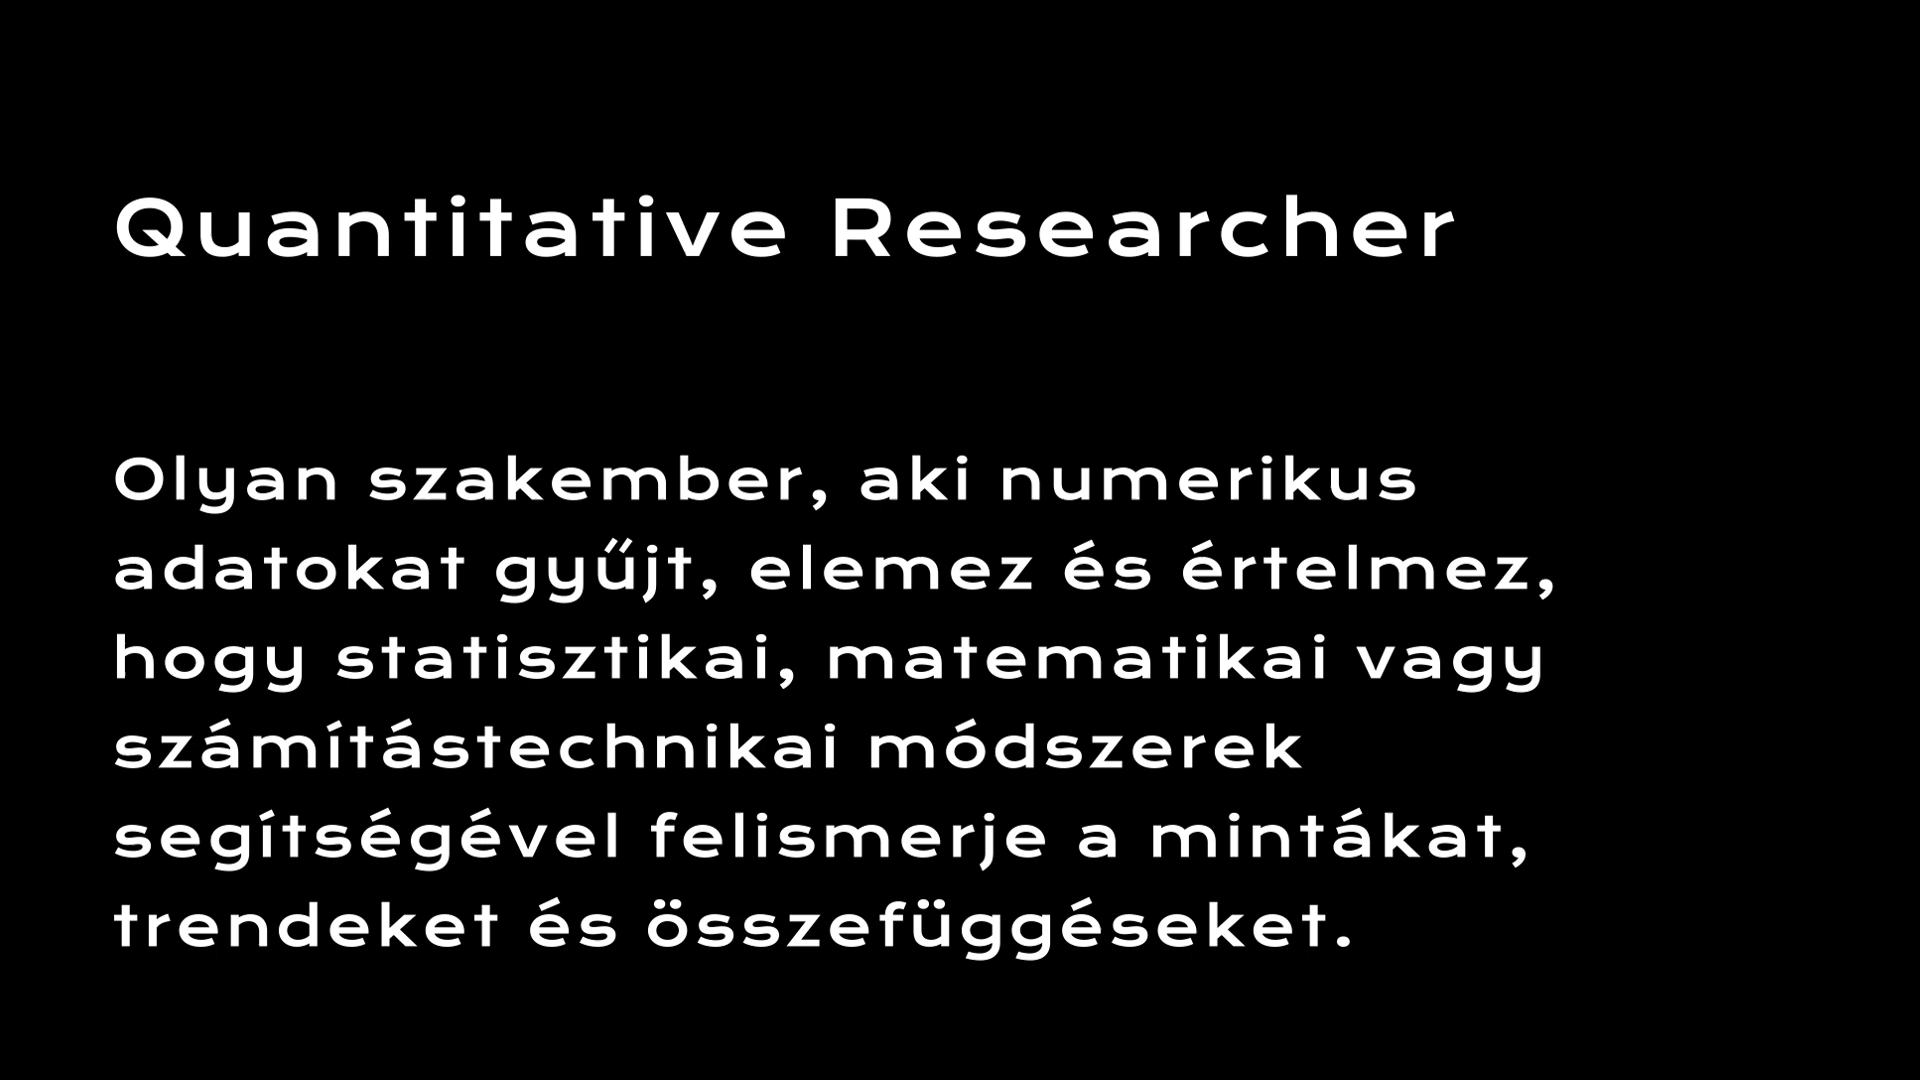 Quantitative Researcher
Olyan szakember, aki numerikus
adatokat gyűjt, elemez és értelmez,
hogy statisztikai, matematikai vagy
számítástechnikai módszerek
segítségével felismerje a mintákat,
trendeket és összefüggéseket.